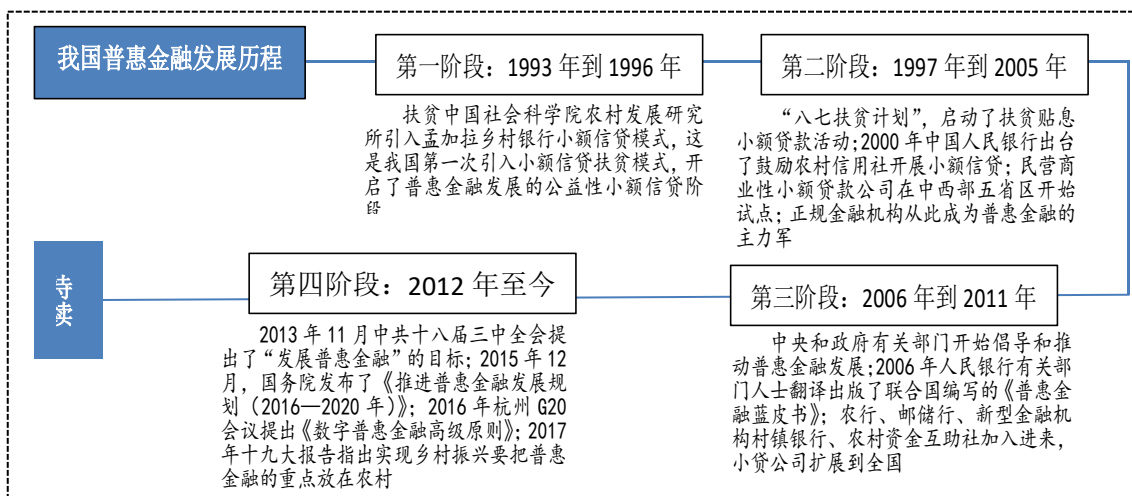 我国普惠金融发展历程
第一阶段：1993 年到 1996 年
扶贫中国社会科学院农村发展研究
所引入孟加拉乡村银行小额信贷模式，这
是我国第一次引入小额信贷扶贫模式，开
启了普惠金融发展的公益性小额信贷阶
段
第二阶段：1997 年到 2005 年
“八七扶贫计划”，启动了扶贫贴息
小额贷款活动；2000 年中国人民银行出台
了鼓励农村信用社开展小额信贷；民营商
业性小额贷款公司在中西部五省区开始
试点；正规金融机构从此成为普惠金融的
主力军
第三阶段：2006 年到 2011 年
中央和政府有关部门开始倡导和推
动普惠金融发展；2006 年人民银行有关部
门人士翻译出版了联合国编写的《普惠金
融蓝皮书》；农行、邮储行、新型金融机
构村镇银行、农村资金互助社加入进来，
小贷公司扩展到全国
第四阶段：2012 年至今
2013 年 11 月中共十八届三中全会提
出了“发展普惠金融”的目标；2015 年 12
月，国务院发布了《推进普惠金融发展规
划（2016—2020 年）》；2016 年杭州 G20
会议提出《数字普惠金融高级原则》；2017
年十九大报告指出实现乡村振兴要把普惠
金融的重点放在农村
寺
卖